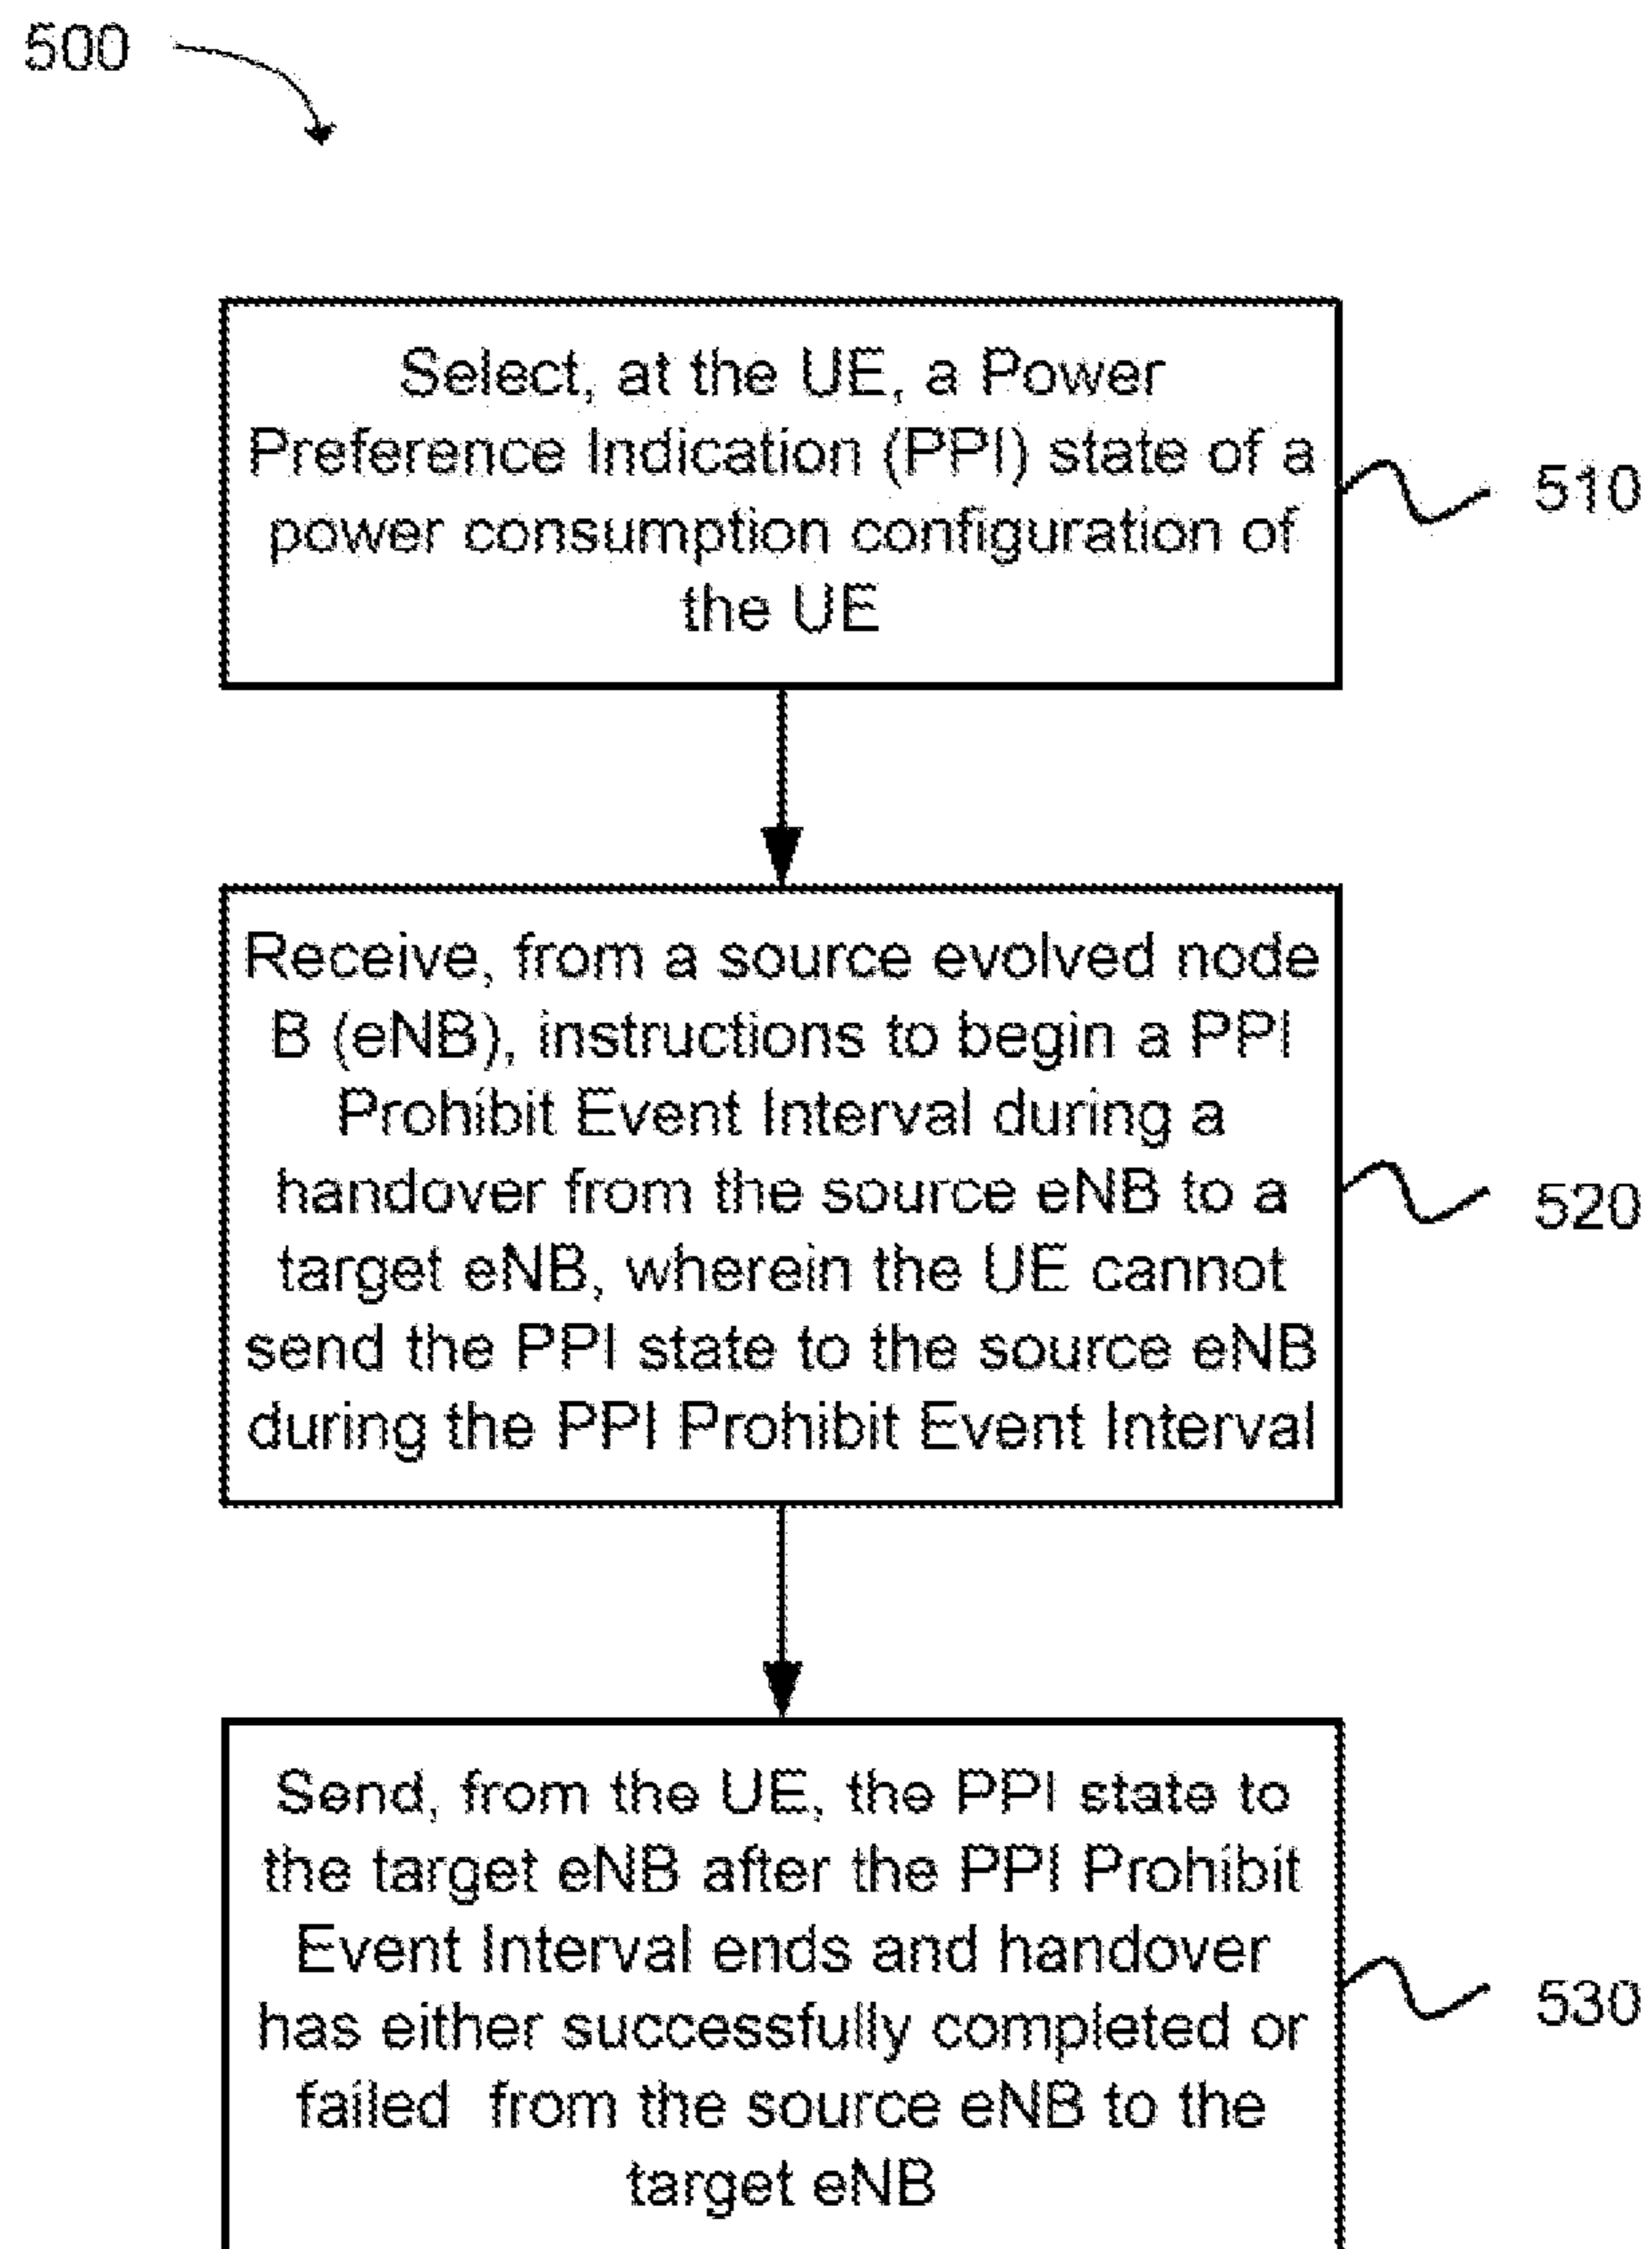 500
Select, at the UE, a Power
Preference Indication (PPI) state of a
power consumption configuration of
the UE
510
Receive, from a source evolved node
B (eNB), instructions to begin a PPI
Prohibit Event Interval during a
handover from the source eNB to a
target eNB, wherein the UE cannot
send the PPI state to the source eNB
during the PPI Prohibit Event Interval
520
Send, from the UE, the PPI state to
the target eNB after the PPI Prohibit
Event Interval ends and handover
has either successfully completed or
failed from the source eNB to the
target eNB
530